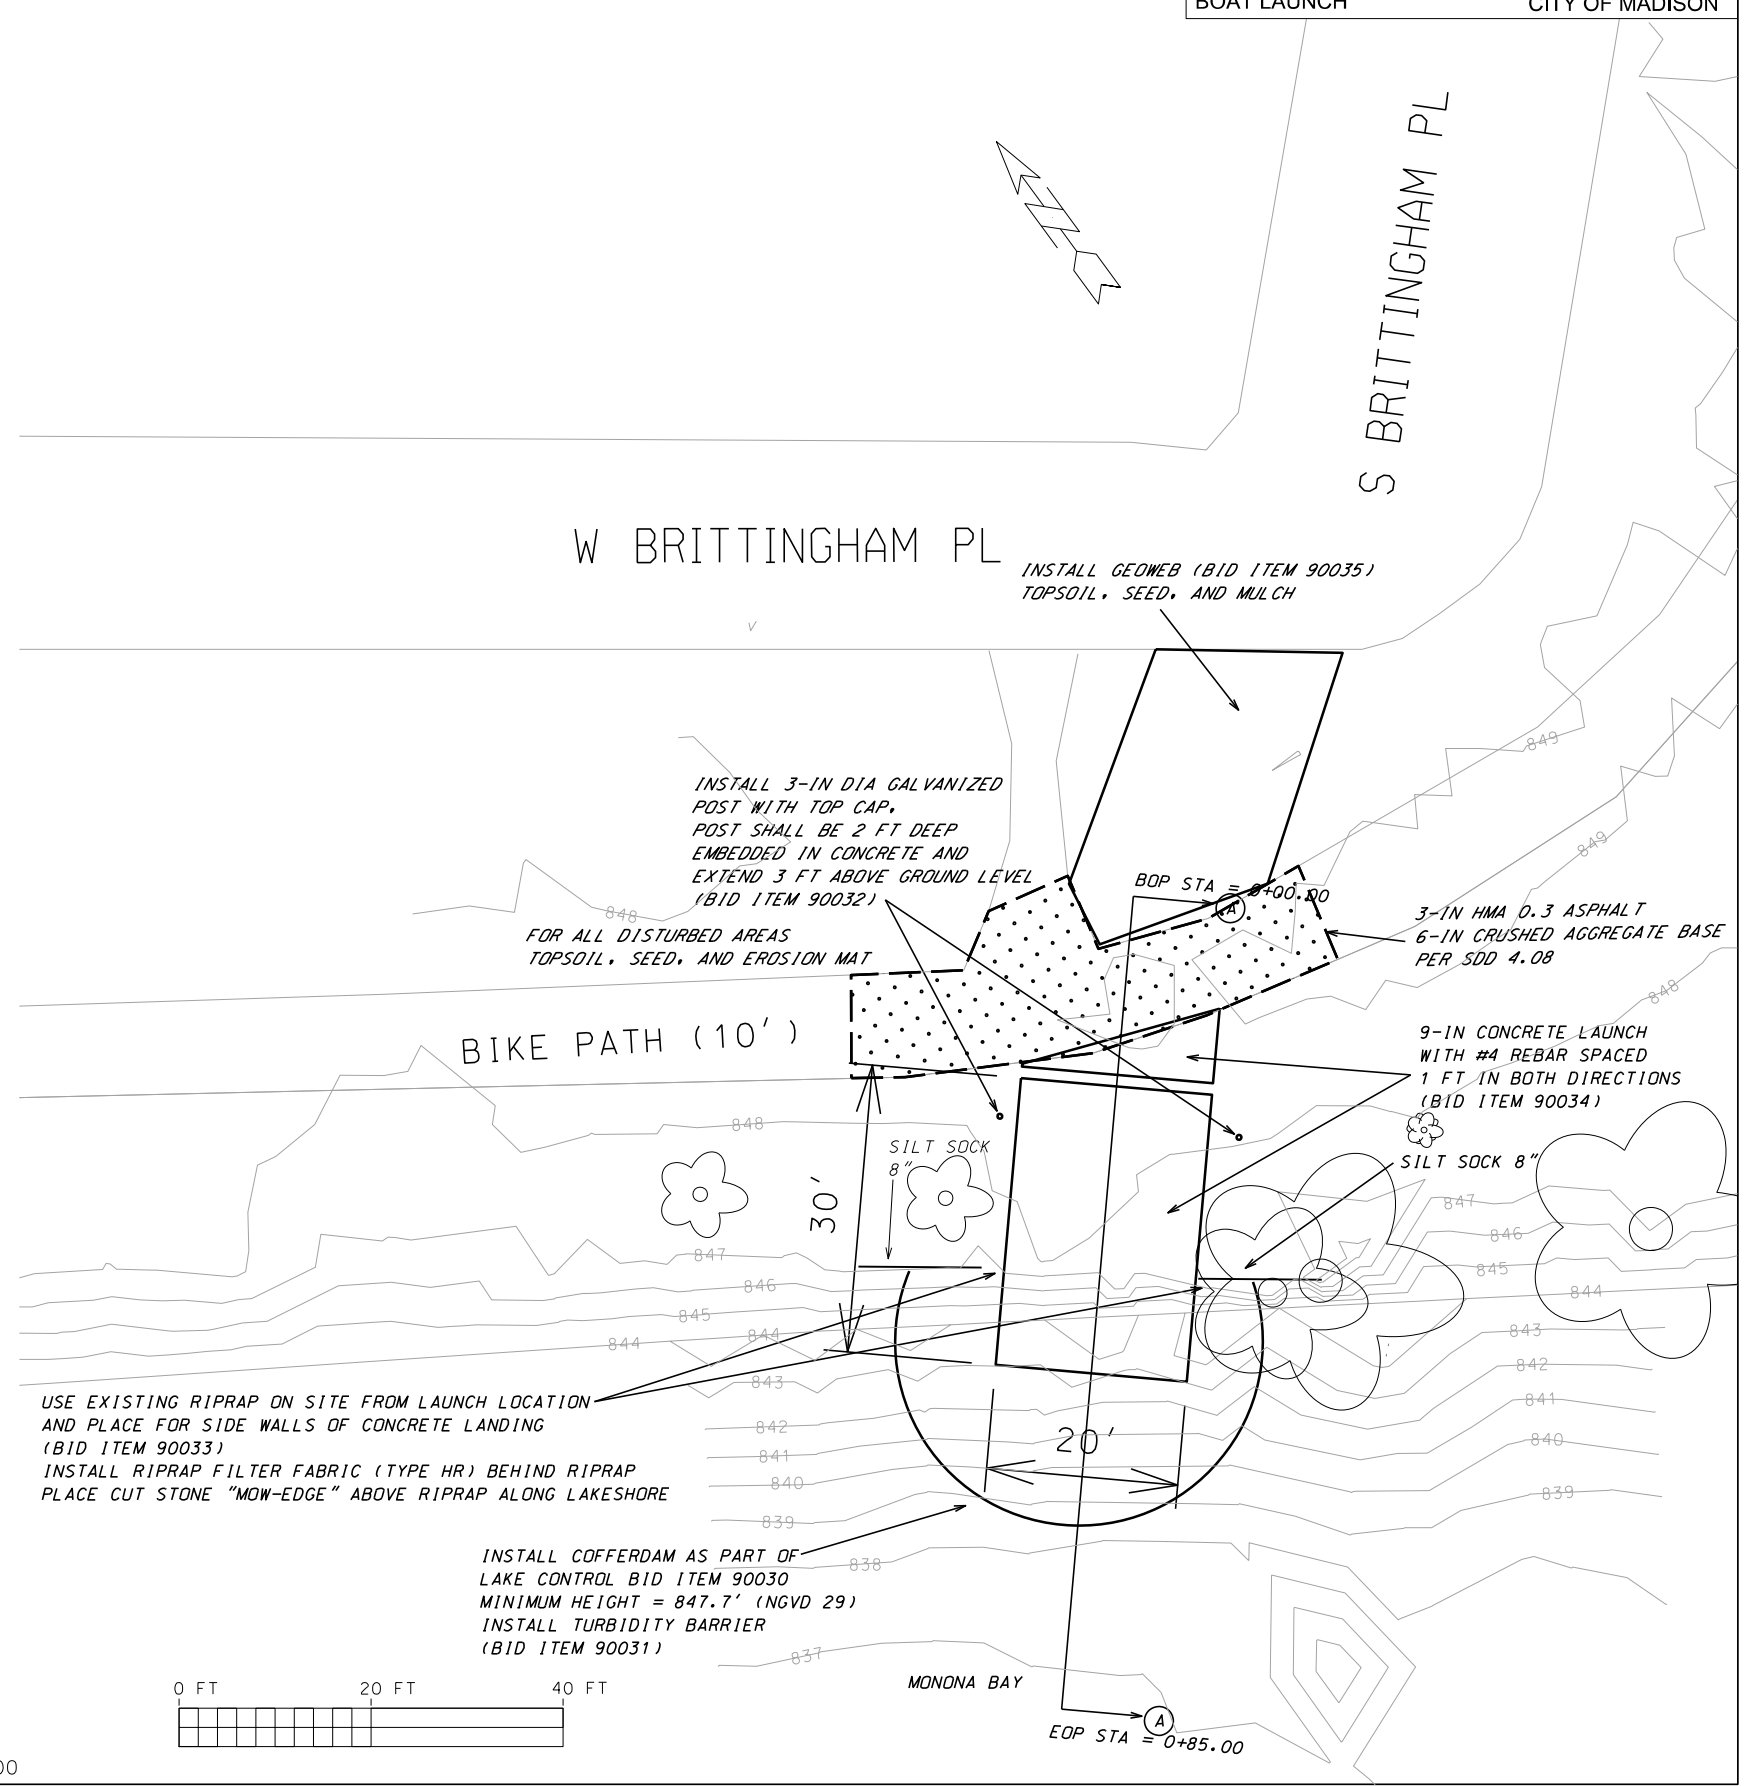 BOAT LAUNCH
CITY OF MADISON
S BRITTINGHAM PL
W BRITTINGHAM PL
INSTALL GEOWEB (BID ITEM 90035)
TOPSOIL, SEED, AND MULCH
849
INSTALL 3-IN DIA GALVANIZED
POST WITH TOP CAP.
POST SHALL BE 2 FT DEEP
EMBEDDED IN CONCRETE AND
EXTEND 3 FT ABOVE GROUND LEVEL
(BID ITEM 90032)
849
848
BOP STA = 0+00.00
A
3-IN HMA 0.3 ASPHALT
6-IN CRUSHED AGGREGATE BASE
PER SDD 4.08
FOR ALL DISTURBED AREAS
TOPSOIL, SEED, AND EROSION MAT
848
BIKE PATH (10')
9-IN CONCRETE LAUNCH
WITH #4 REBAR SPACED
1 FT IN BOTH DIRECTIONS
(BID ITEM 90034)
848
SILT SOCK
8"
SILT SOCK 8"
30'
847
846
847
845
846
844
845
844
844
843
842
843
841
842
840
841
839
840
839
838
837
20'
USE EXISTING RIPRAP ON SITE FROM LAUNCH LOCATION
AND PLACE FOR SIDE WALLS OF CONCRETE LANDING
(BID ITEM 90033)
INSTALL RIPRAP FILTER FABRIC (TYPE HR) BEHIND RIPRAP
PLACE CUT STONE "MOW-EDGE" ABOVE RIPRAP ALONG LAKESHORE
INSTALL COFFERDAM AS PART OF
LAKE CONTROL BID ITEM 90030
MINIMUM HEIGHT = 847.7' (NGVD 29)
INSTALL TURBIDITY BARRIER
(BID ITEM 90031)
MONONA BAY
0 FT 20 FT 40 FT
A
EOP STA = 0+85.00